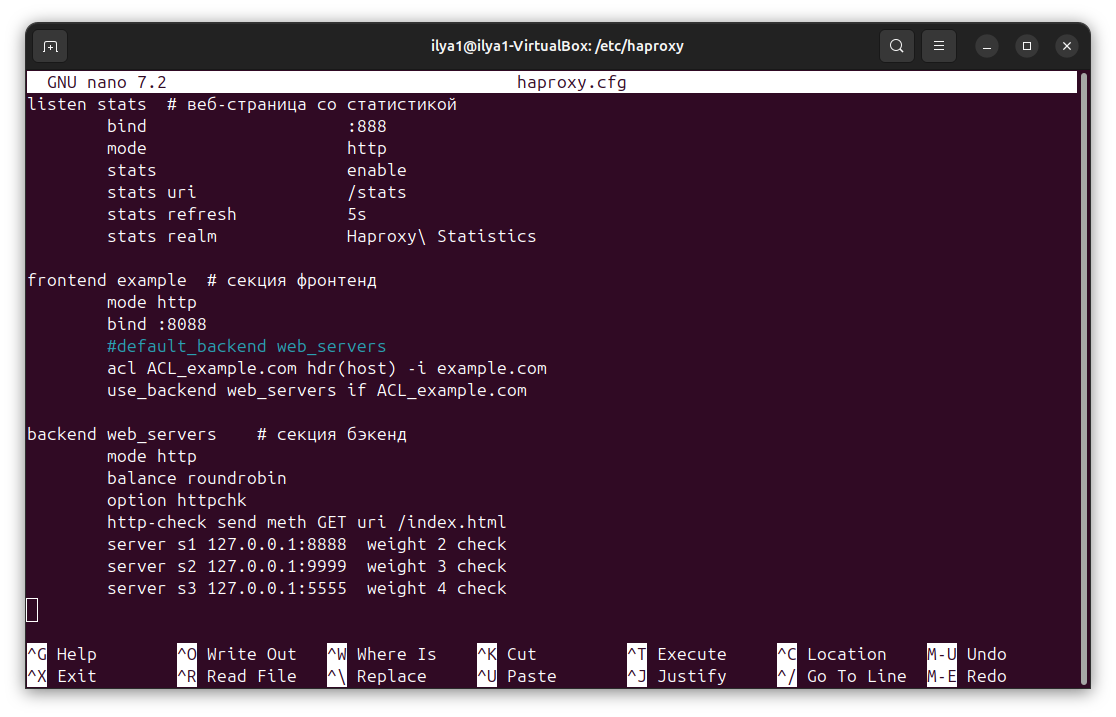 ilya1@ilya1-VirtualBox: /etc/haproxy
GNU nano 7.2 haproxy.cfg
listen stats  # веб-страница со статистикой
        bind                    :888
        mode                    http
        stats                   enable
        stats uri               /stats
        stats refresh           5s
        stats realm             Haproxy\ Statistics

frontend example  # секция фронтенд
        mode http
        bind :8088
        #default_backend web_servers
        acl ACL_example.com hdr(host) -i example.com
        use_backend web_servers if ACL_example.com

backend web_servers    # секция бэкенд
        mode http
        balance roundrobin
        option httpchk
        http-check send meth GET uri /index.html
        server s1 127.0.0.1:8888  weight 2 check
        server s2 127.0.0.1:9999  weight 3 check
        server s3 127.0.0.1:5555  weight 4 check

^G Help ^O Write Out ^W Where Is ^K Cut ^T Execute ^C Location M-U Undo
^X Exit ^R Read File ^\ Replace ^U Paste ^J Justify ^/ Go To Line M-E Redo